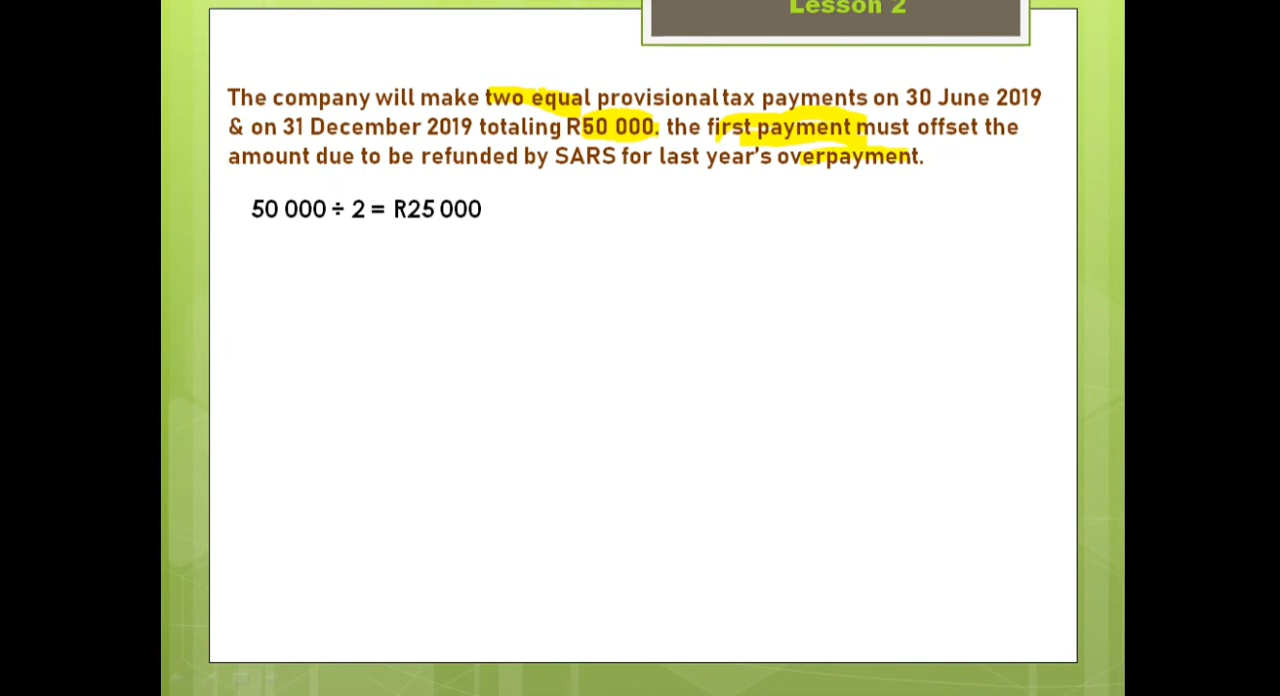 Lesson 2
The company will make two equal provisional tax payments on 30 June 2019
& on 31 December 2019 totaling R50 000. the first payment must offset the
amount due to be refunded by SARS for last year's overpayment.
50 000 ÷ 2 = R25 000